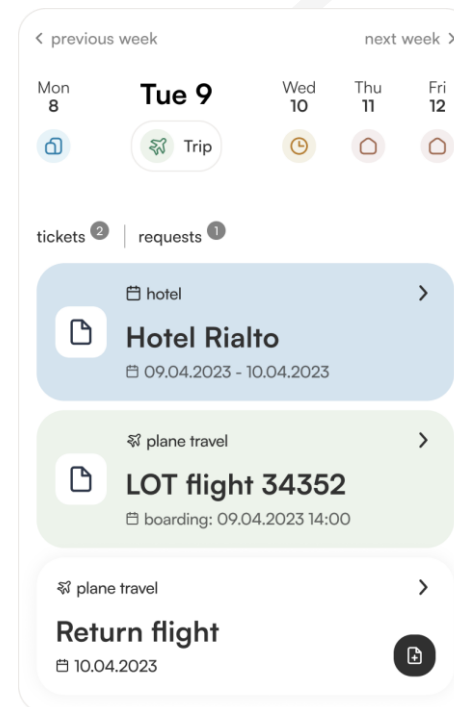 previous week next week
Mon Tue 9 Wed Thu Fri
8 10 11 12
Trip
tickets 2 requests 1
hotel
Hotel Rialto
09.04.2023 - 10.04.2023
plane travel
LOT flight 34352
boarding: 09.04.2023 14:00
plane travel
Return flight
10.04.2023